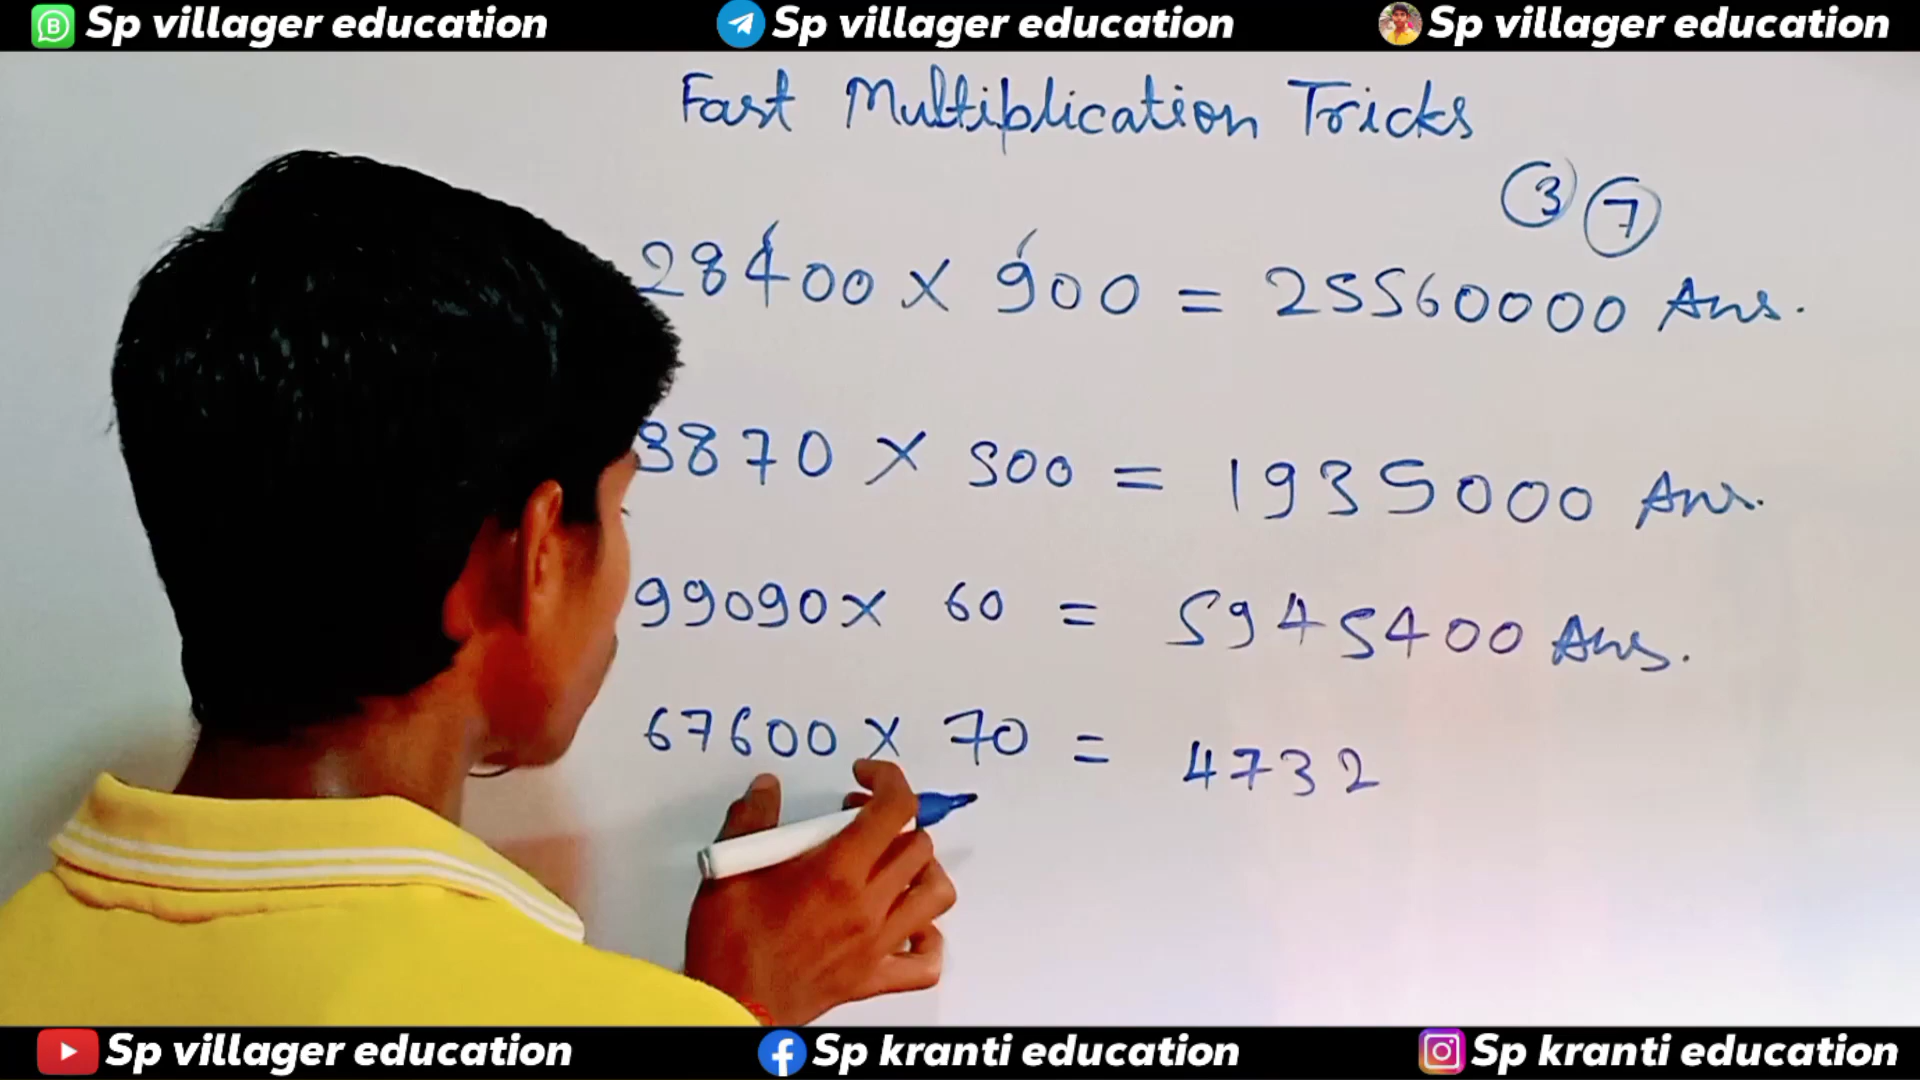 Sp villager education Sp villager education Sp villager education
Fast Multiplication Tricks
3 7
28400 × 900 = 25560000 Ans.
3870 × 500 = 1935000 Ans.
99090 × 60 = 5945400 Ans.
67600 × 70 = 4732
Sp villager education Sp kranti education Sp kranti education